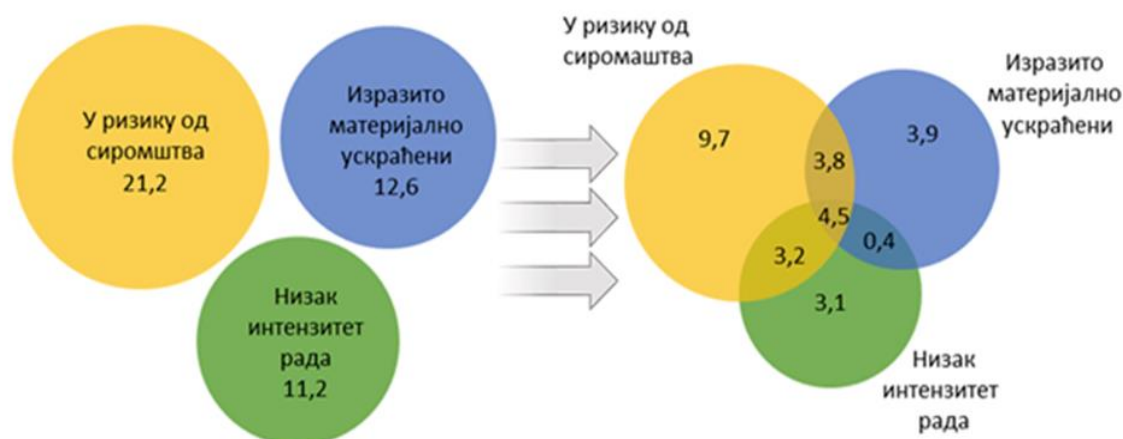 У ризику од
сиромштва
21,2
Изразито
материјално
ускраћени
12,6
Низак
интензитет
рада
11,2
У ризику од
сиромаштва
Изразито
материјално
ускраћени
9,7
3,9
3,8
4,5
0,4
3,2
3,1
Низак
интензитет
рада